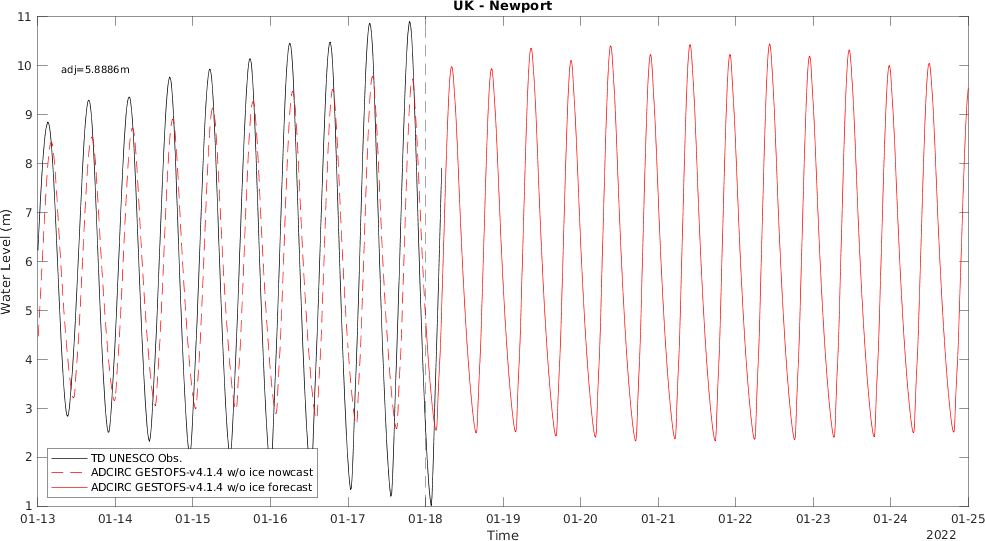 UK - Newport
11
10
9
8
7
6
5
4
3
2
1
Water Level (m)
adj=5.8886m
TD UNESCO Obs.
ADCIRC GESTOFS-v4.1.4 w/o ice nowcast
ADCIRC GESTOFS-v4.1.4 w/o ice forecast
01-13 01-14 01-15 01-16 01-17 01-18 01-19 01-20 01-21 01-22 01-23 01-24 01-25
Time
2022